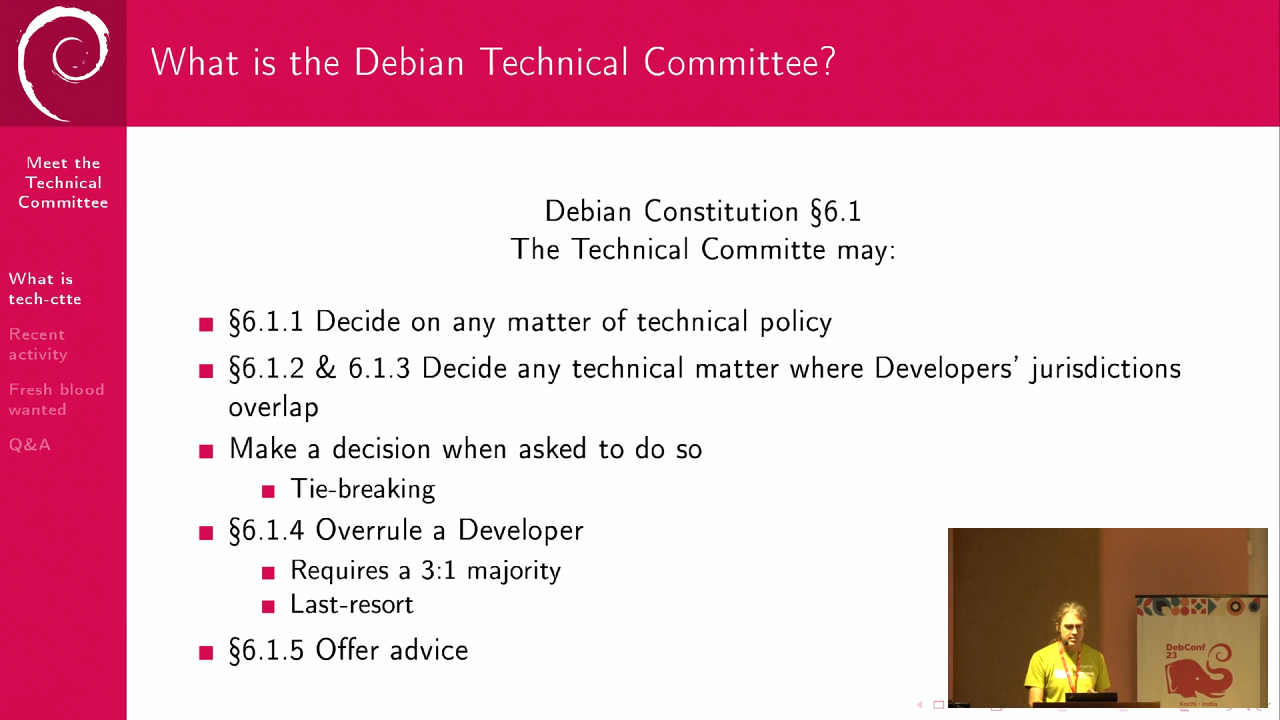 What is the Debian Technical Committee?
Meet the
Technical
Committee
What is
tech-ctte
Recent
activity
Fresh blood
wanted
Q&A
Debian Constitution §6.1
The Technical Committe may:
§6.1.1 Decide on any matter of technical policy
§6.1.2 & 6.1.3 Decide any technical matter where Developers' jurisdictions
overlap
Make a decision when asked to do so
Tie-breaking
§6.1.4 Overrule a Developer
Requires a 3:1 majority
Last-resort
§6.1.5 Offer advice
DebConf
23
Kochi · India